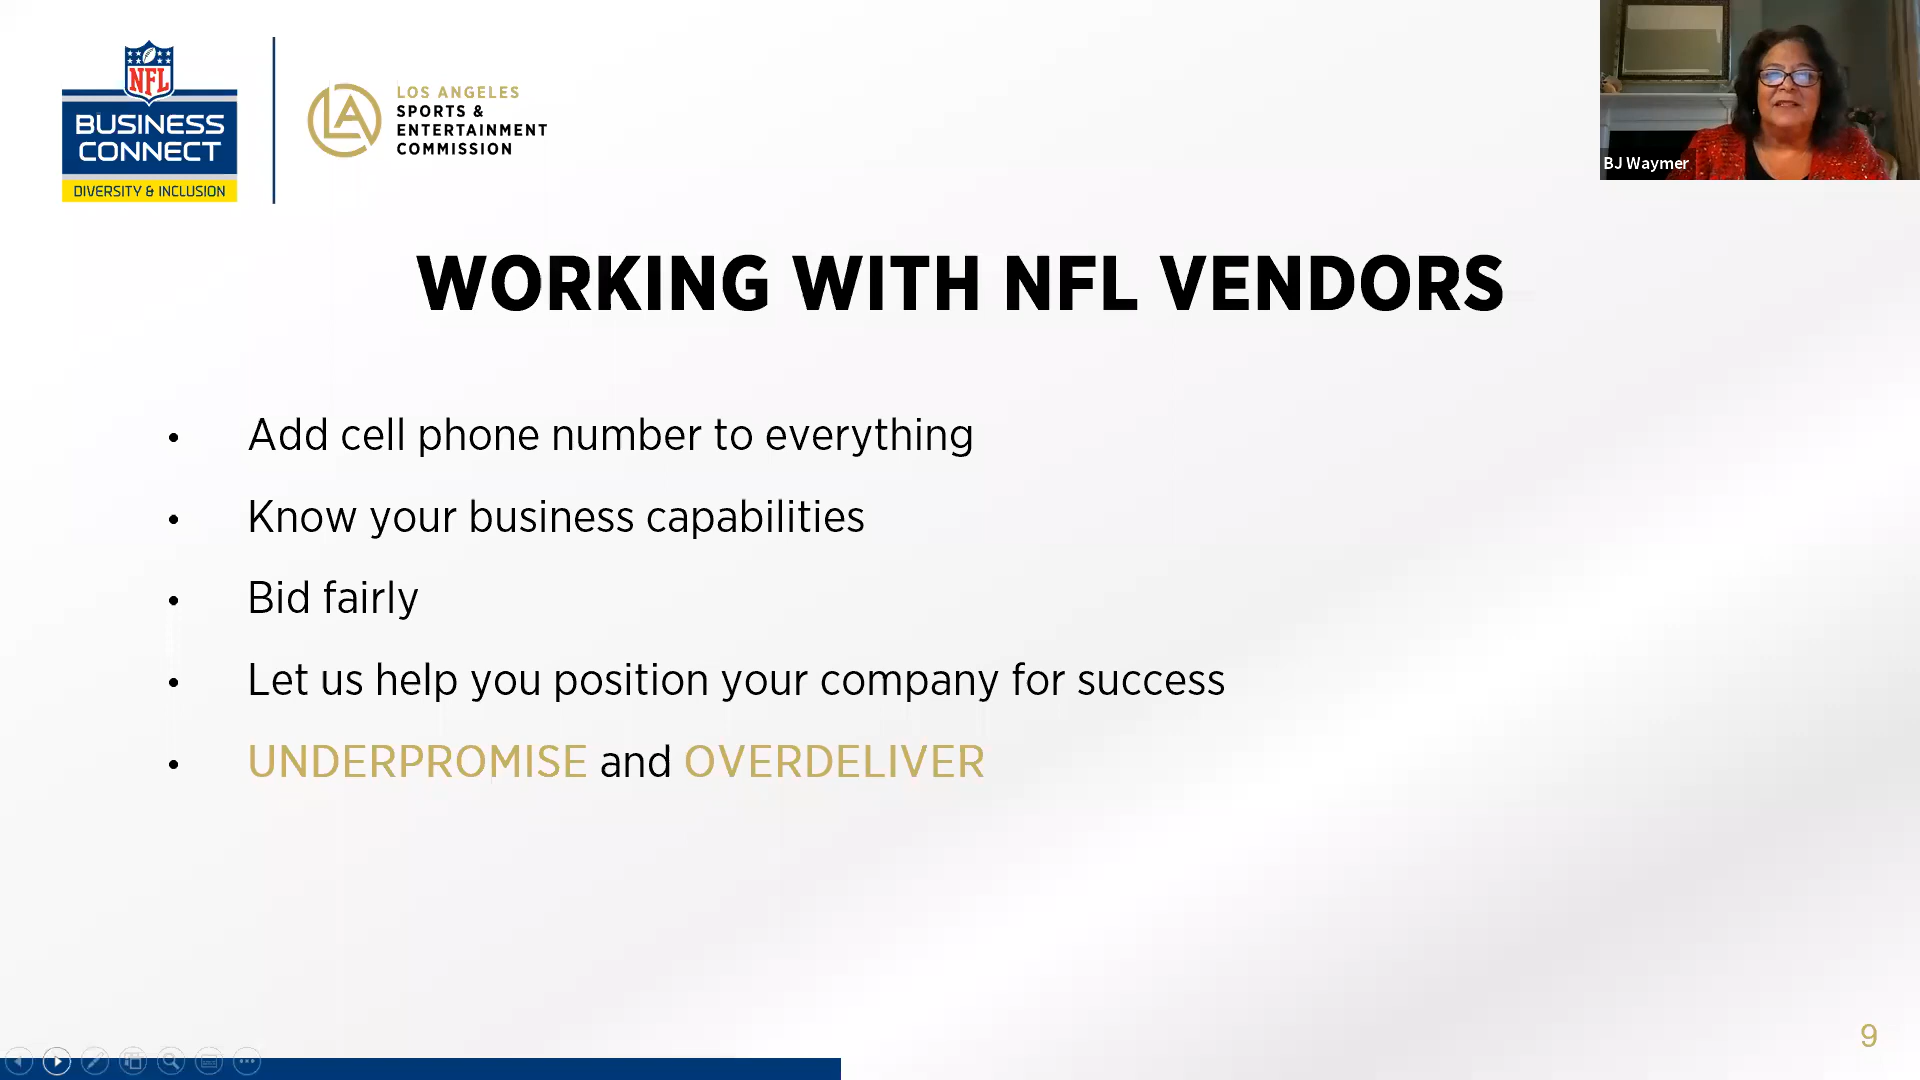 NFL
BUSINESS
CONNECT
DIVERSITY & INCLUSION
LA
LOS ANGELES
SPORTS &
ENTERTAINMENT
COMMISSION
BJ Waymer
WORKING WITH NFL VENDORS
• Add cell phone number to everything
• Know your business capabilities
• Bid fairly
• Let us help you position your company for success
• UNDERPROMISE and OVERDELIVER
9